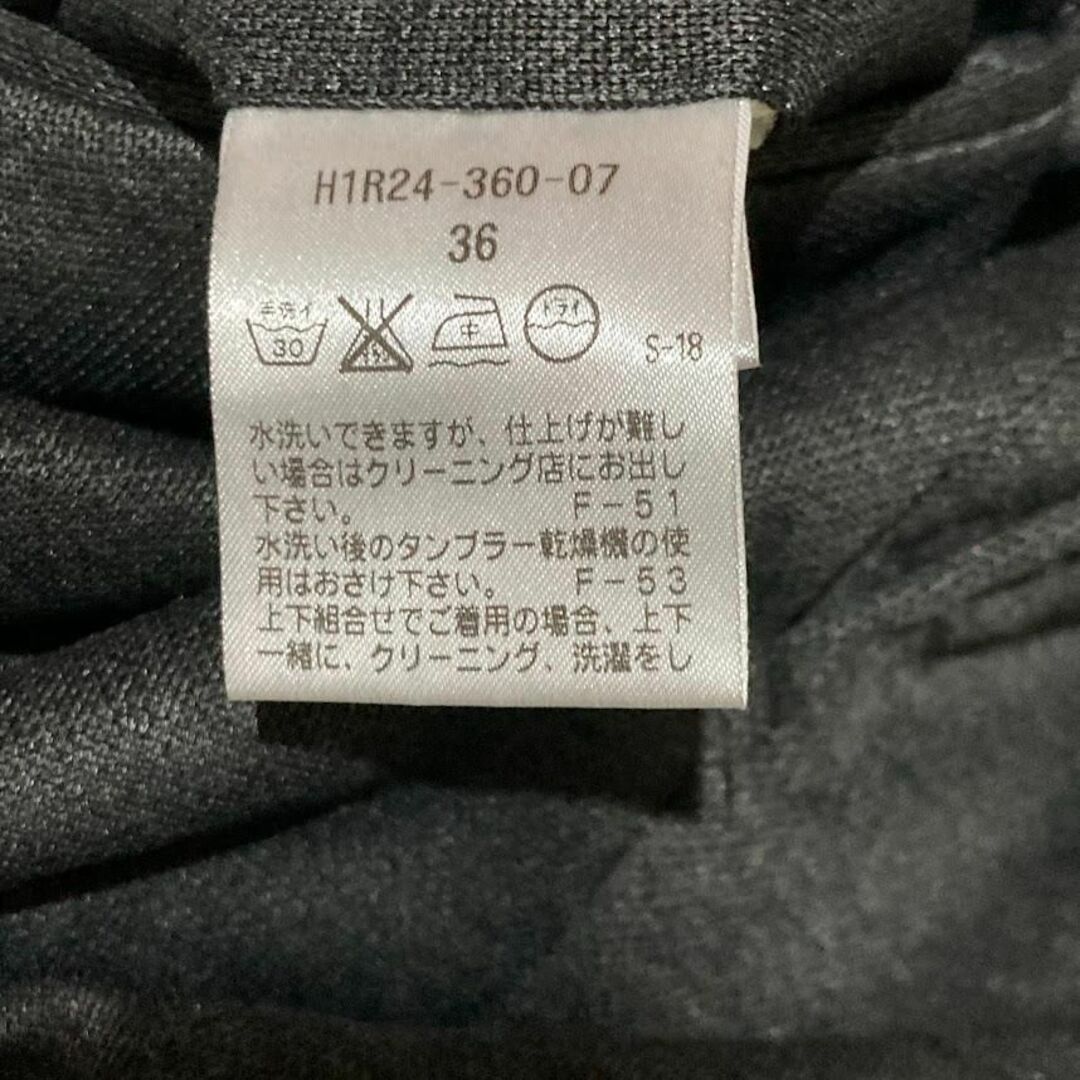 H1R24-360-07
36
手洗イ
30
中
ドライ
S-18
水洗いできますが、仕上げが難し
い場合はクリーニング店にお出し
下さい。 F-51
水洗い後のタンブラー乾燥機の使
用はおさけ下さい。 F-53
上下組合せでご着用の場合、上下
一緒に、クリーニング、洗濯をし